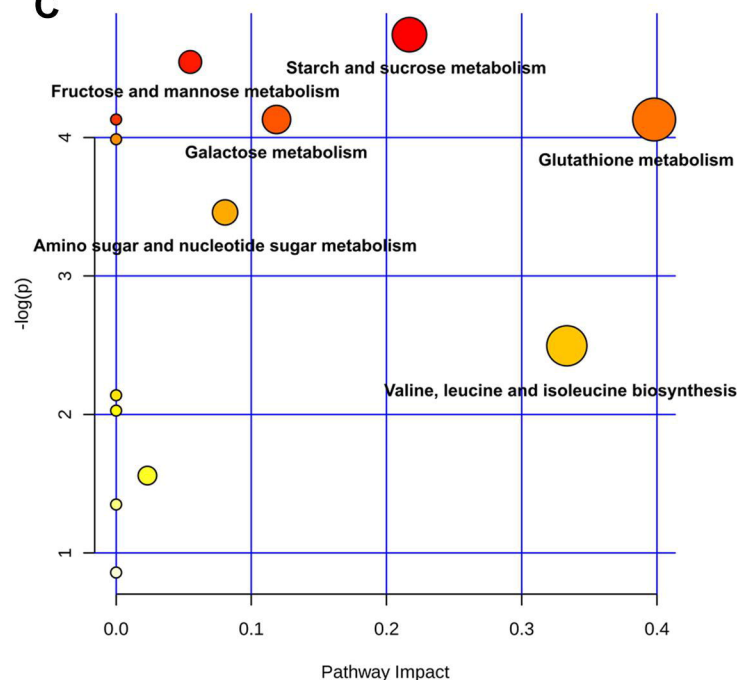 C
Starch and sucrose metabolism
Fructose and mannose metabolism
Galactose metabolism
Glutathione metabolism
Amino sugar and nucleotide sugar metabolism
Valine, leucine and isoleucine biosynthesis
4
3
2
1
-log(p)
0.0 0.1 0.2 0.3 0.4
Pathway Impact